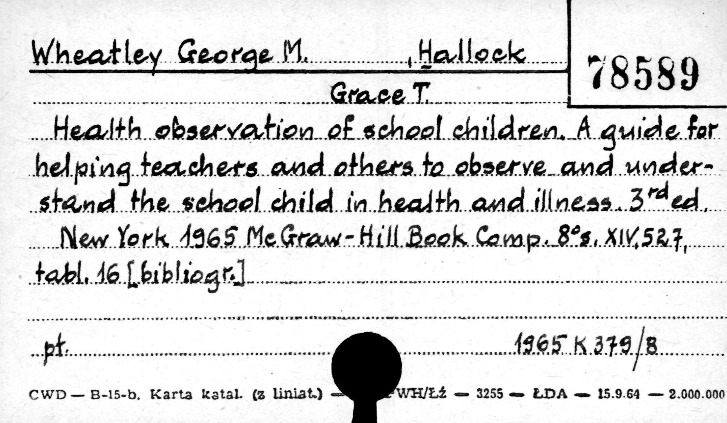 Wheatley George M. , Hallock
78589
Grace T.
Health observation of school children. A guide for
helping teachers and others to observe and under-
stand the school child in health and illness. 3rd ed.
New York 1965 Mc Graw-Hill Book Comp. 8° s. XIV, 527,
tabl. 16 [bibliogr.]
pt. 1965 K 379/8
CWD — B-15-b. Karta katal. (z liniat.) — WH/Łź — 3255 — ŁDA — 15.9.64 — 2.000.000